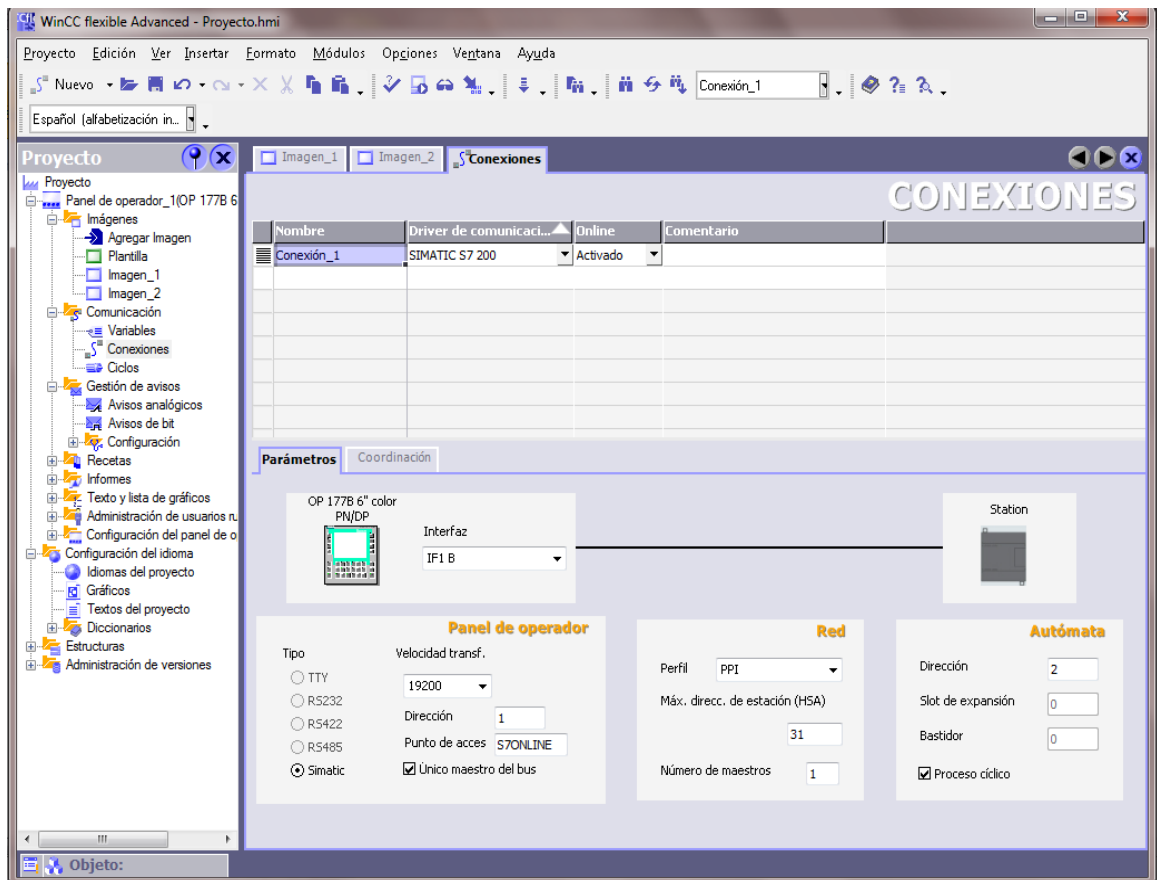 WinCC flexible Advanced - Proyecto.hmi
Proyecto Edición Ver Insertar Formato Módulos Opciones Ventana Ayuda
Nuevo
Conexión_1
Español (alfabetización in...
Proyecto
Imagen_1
Imagen_2
Conexiones
Proyecto
Panel de operador_1(OP 177B 6
Imágenes
Agregar Imagen
Plantilla
Imagen_1
Imagen_2
Comunicación
Variables
Conexiones
Ciclos
Gestión de avisos
Avisos analógicos
Avisos de bit
Configuración
Recetas
Informes
Texto y lista de gráficos
Administración de usuarios ru
Configuración del panel de o
Configuración del idioma
Idiomas del proyecto
Gráficos
Textos del proyecto
Diccionarios
Estructuras
Administración de versiones
CONEXIONES
Nombre Driver de comunicaci... Online Comentario
Conexión_1 SIMATIC S7 200 Activado
Parámetros Coordinación
OP 177B 6" color
PN/DP
Interfaz
IF1 B
Station
Panel de operador
Tipo
TTY
RS232
RS422
RS485
Simatic
Velocidad transf.
19200
Dirección 1
Punto de acces S7ONLINE
Único maestro del bus
Red
Perfil PPI
Máx. direcc. de estación (HSA)
31
Número de maestros 1
Autómata
Dirección 2
Slot de expansión 0
Bastidor 0
Proceso cíclico
Objeto: